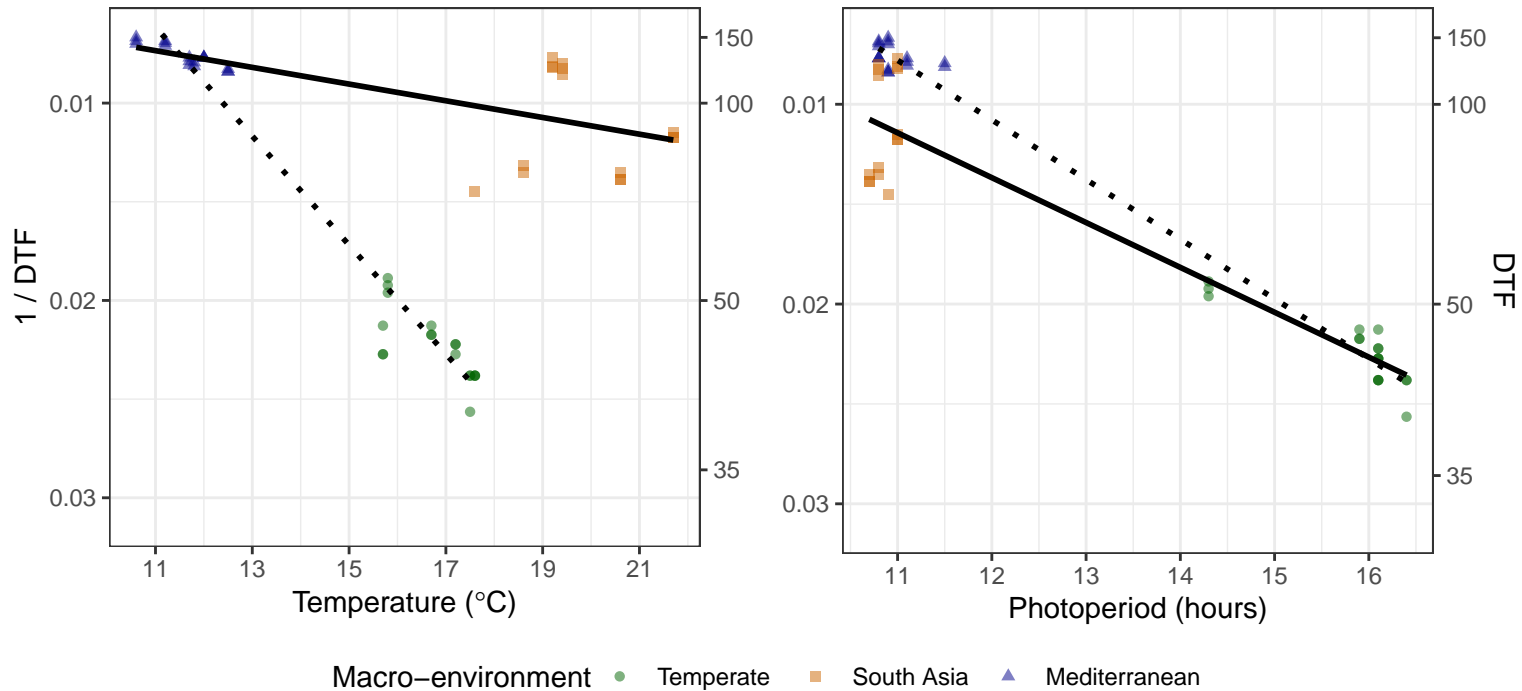 1 / DTF
0.01
0.02
0.03
150
100
50
35
11 13 15 17 19 21
Temperature (°C)
0.01
0.02
0.03
150
100
50
35
DTF
11 12 13 14 15 16
Photoperiod (hours)
Macro−environment Temperate South Asia Mediterranean